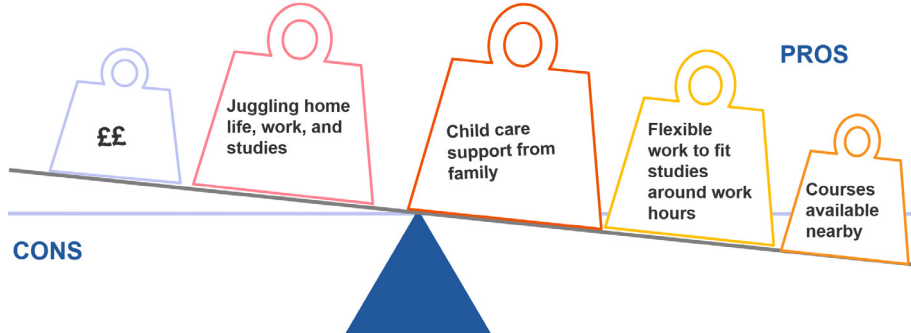 ££
Juggling home
life, work, and
studies
Child care
support from
family
Flexible
work to fit
studies
around work
hours
Courses
available
nearby
PROS
CONS